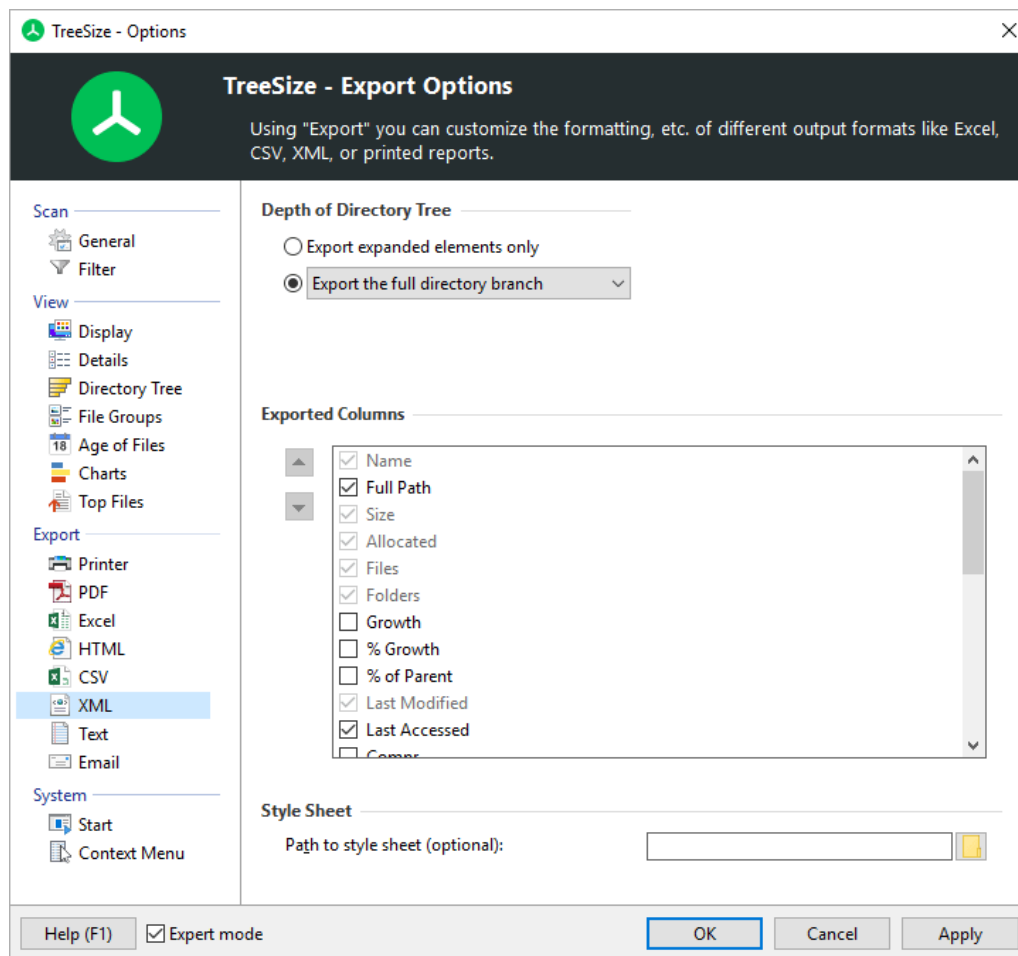 TreeSize - Options
TreeSize - Export Options
Using "Export" you can customize the formatting, etc. of different output formats like Excel,
CSV, XML, or printed reports.
Scan
General
Filter
View
Display
Details
Directory Tree
File Groups
18 Age of Files
Charts
Top Files
Export
Printer
PDF
Excel
HTML
CSV
XML
Text
Email
System
Start
Context Menu
Depth of Directory Tree
Export expanded elements only
Export the full directory branch
Exported Columns
Name
Full Path
Size
Allocated
Files
Folders
Growth
% Growth
% of Parent
Last Modified
Last Accessed
Style Sheet
Path to style sheet (optional):
Help (F1)
Expert mode
OK
Cancel
Apply